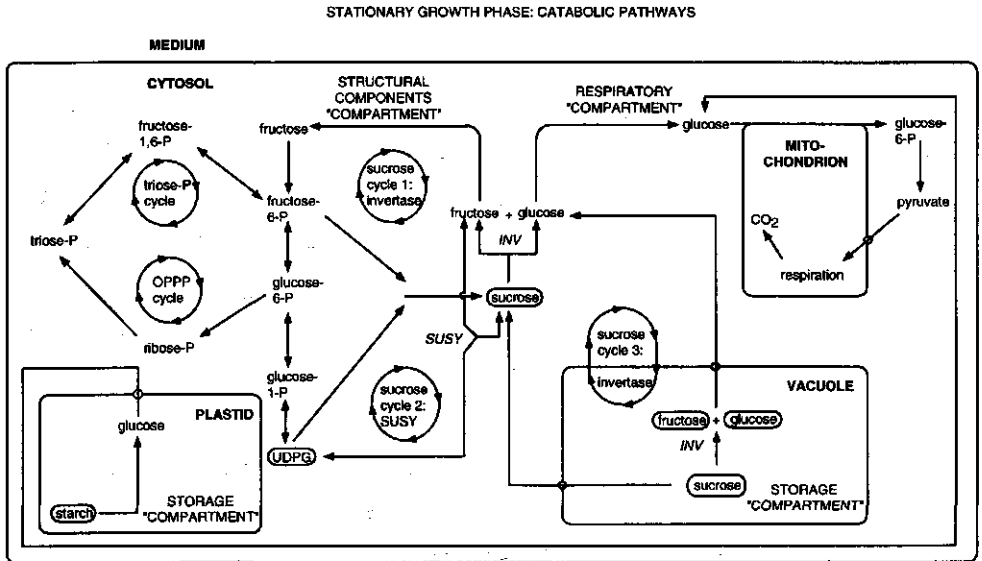 STATIONARY GROWTH PHASE: CATABOLIC PATHWAYS
MEDIUM
CYTOSOL
STRUCTURAL
COMPONENTS
"COMPARTMENT"
RESPIRATORY
"COMPARTMENT"
fructose-
1,6-P
fructose
glucose
glucose-
6-P
MITO-
CHONDRION
triose-P
cycle
sucrose
cycle 1:
invertase
fructose-
6-P
fructose + glucose
pyruvate
CO2
INV
triose-P
respiration
OPPP
cycle
glucose-
6-P
sucrose
SUSY
ribose-P
sucrose
cycle 3:
invertase
glucose-
1-P
sucrose
cycle 2:
SUSY
PLASTID
VACUOLE
glucose
fructose + glucose
INV
UDPG
sucrose
STORAGE
"COMPARTMENT"
starch
STORAGE
"COMPARTMENT"